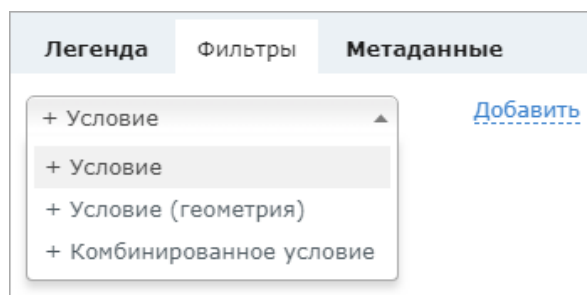 Легенда Фильтры Метаданные
+ Условие Добавить
+ Условие
+ Условие (геометрия)
+ Комбинированное условие